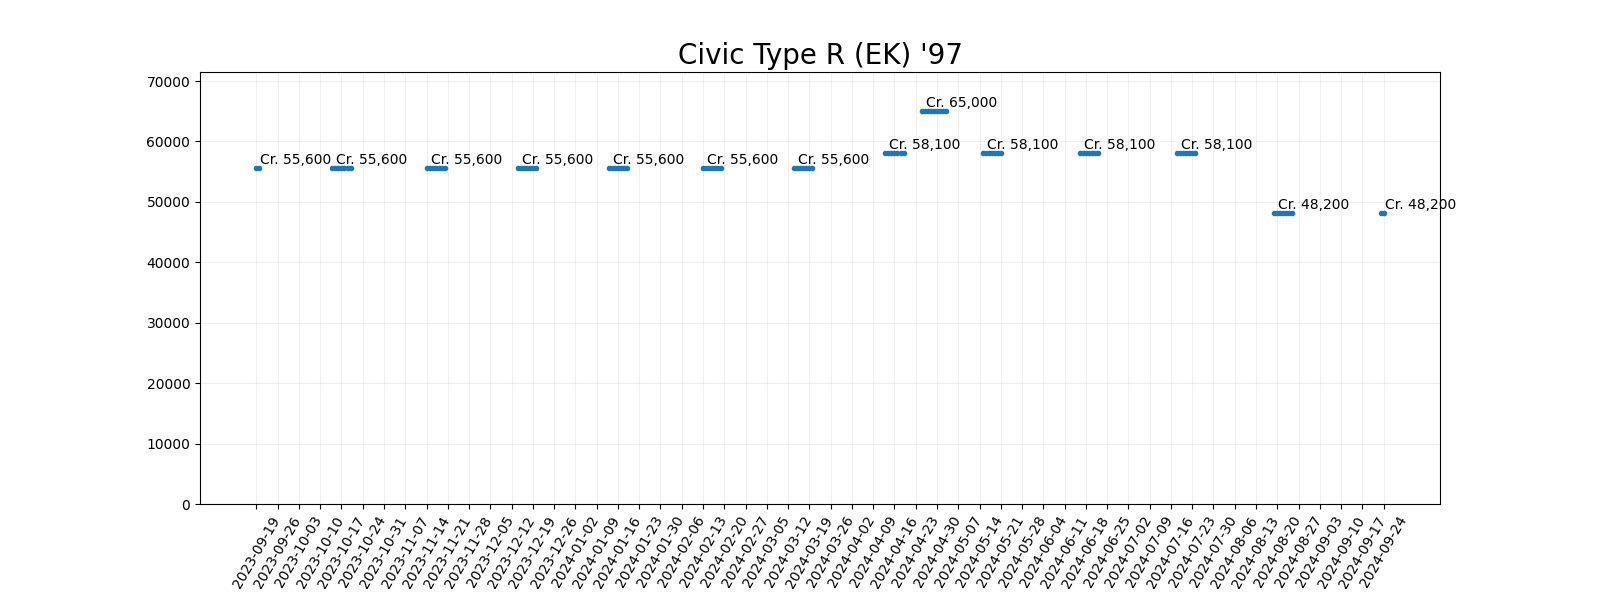 Civic Type R (EK) '97
70000
Cr. 65,000
60000
Cr. 58,100 Cr. 58,100 Cr. 58,100 Cr. 58,100
Cr. 55,600 Cr. 55,600 Cr. 55,600 Cr. 55,600 Cr. 55,600 Cr. 55,600 Cr. 55,600
50000
Cr. 48,200 Cr. 48,200
40000
30000
20000
10000
0
2023-09-19 2023-09-26 2023-10-03 2023-10-10 2023-10-17 2023-10-24 2023-10-31 2023-11-07 2023-11-14 2023-11-21 2023-11-28 2023-12-05 2023-12-12 2023-12-19 2023-12-26 2024-01-02 2024-01-09 2024-01-16 2024-01-23 2024-01-30 2024-02-06 2024-02-13 2024-02-20 2024-02-27 2024-03-05 2024-03-12 2024-03-19 2024-03-26 2024-04-02 2024-04-09 2024-04-16 2024-04-23 2024-04-30 2024-05-07 2024-05-14 2024-05-21 2024-05-28 2024-06-04 2024-06-11 2024-06-18 2024-06-25 2024-07-02 2024-07-09 2024-07-16 2024-07-23 2024-07-30 2024-08-06 2024-08-13 2024-08-20 2024-08-27 2024-09-03 2024-09-10 2024-09-17 2024-09-24